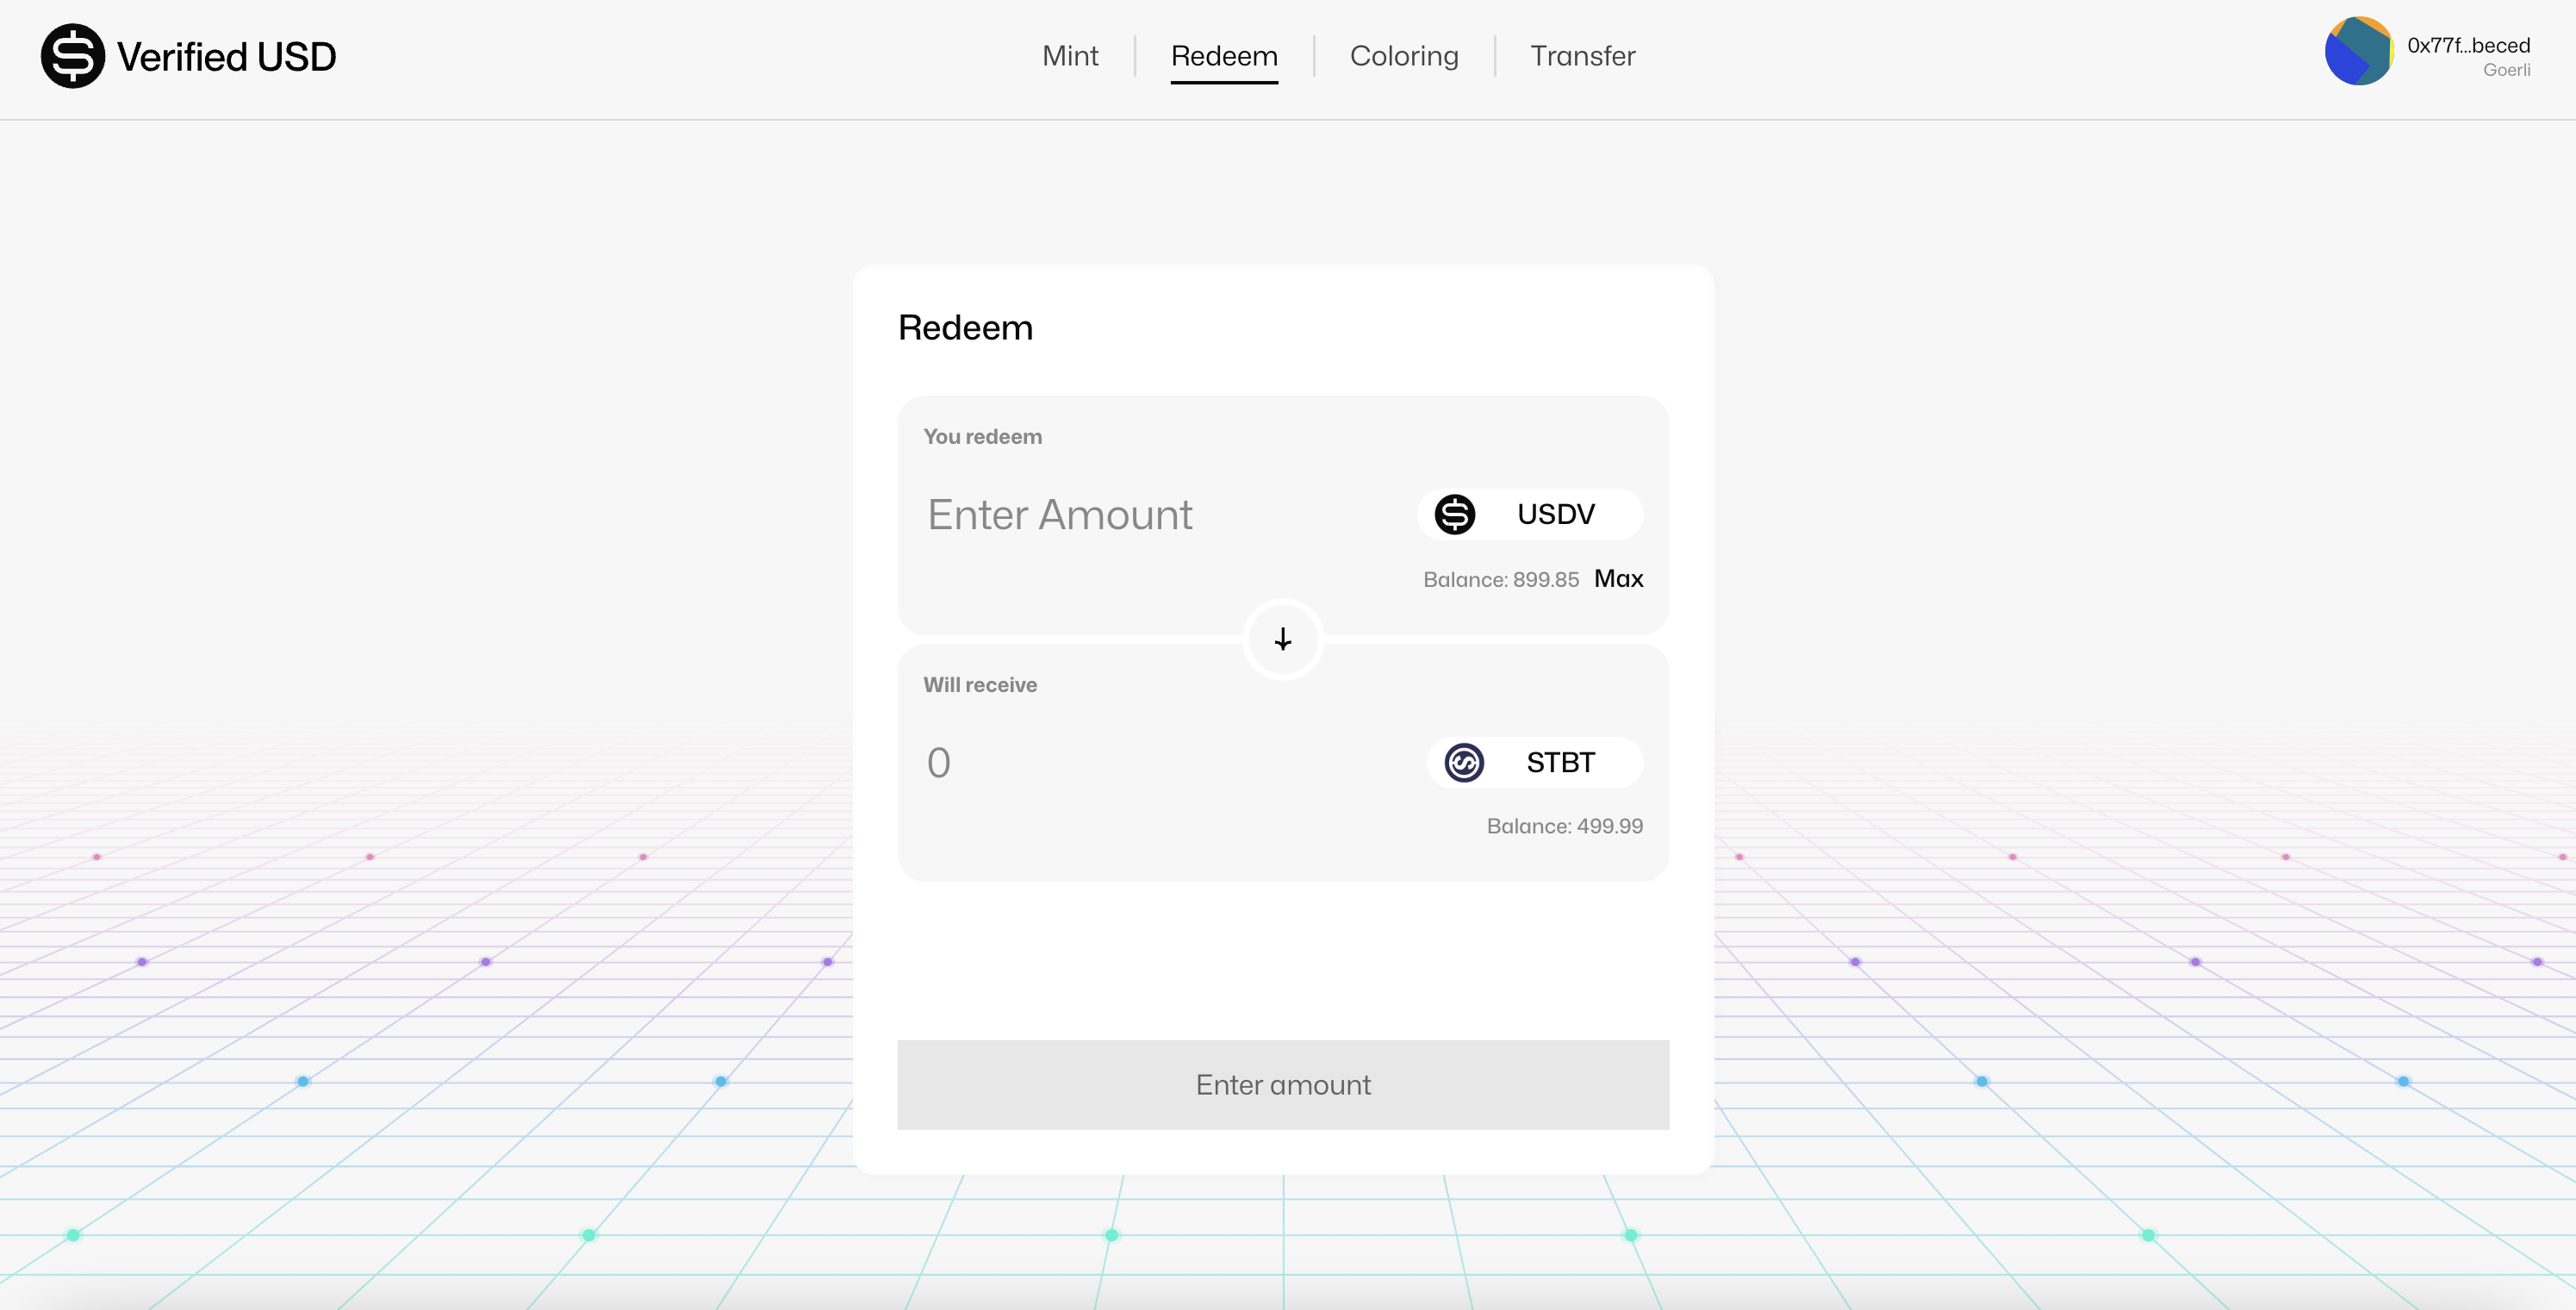 Verified USD
Mint
Redeem
Coloring
Transfer
0x77f...beced
Goerli
Redeem
You redeem
Enter Amount
USDV
Balance: 899.85 Max
Will receive
0
STBT
Balance: 499.99
Enter amount